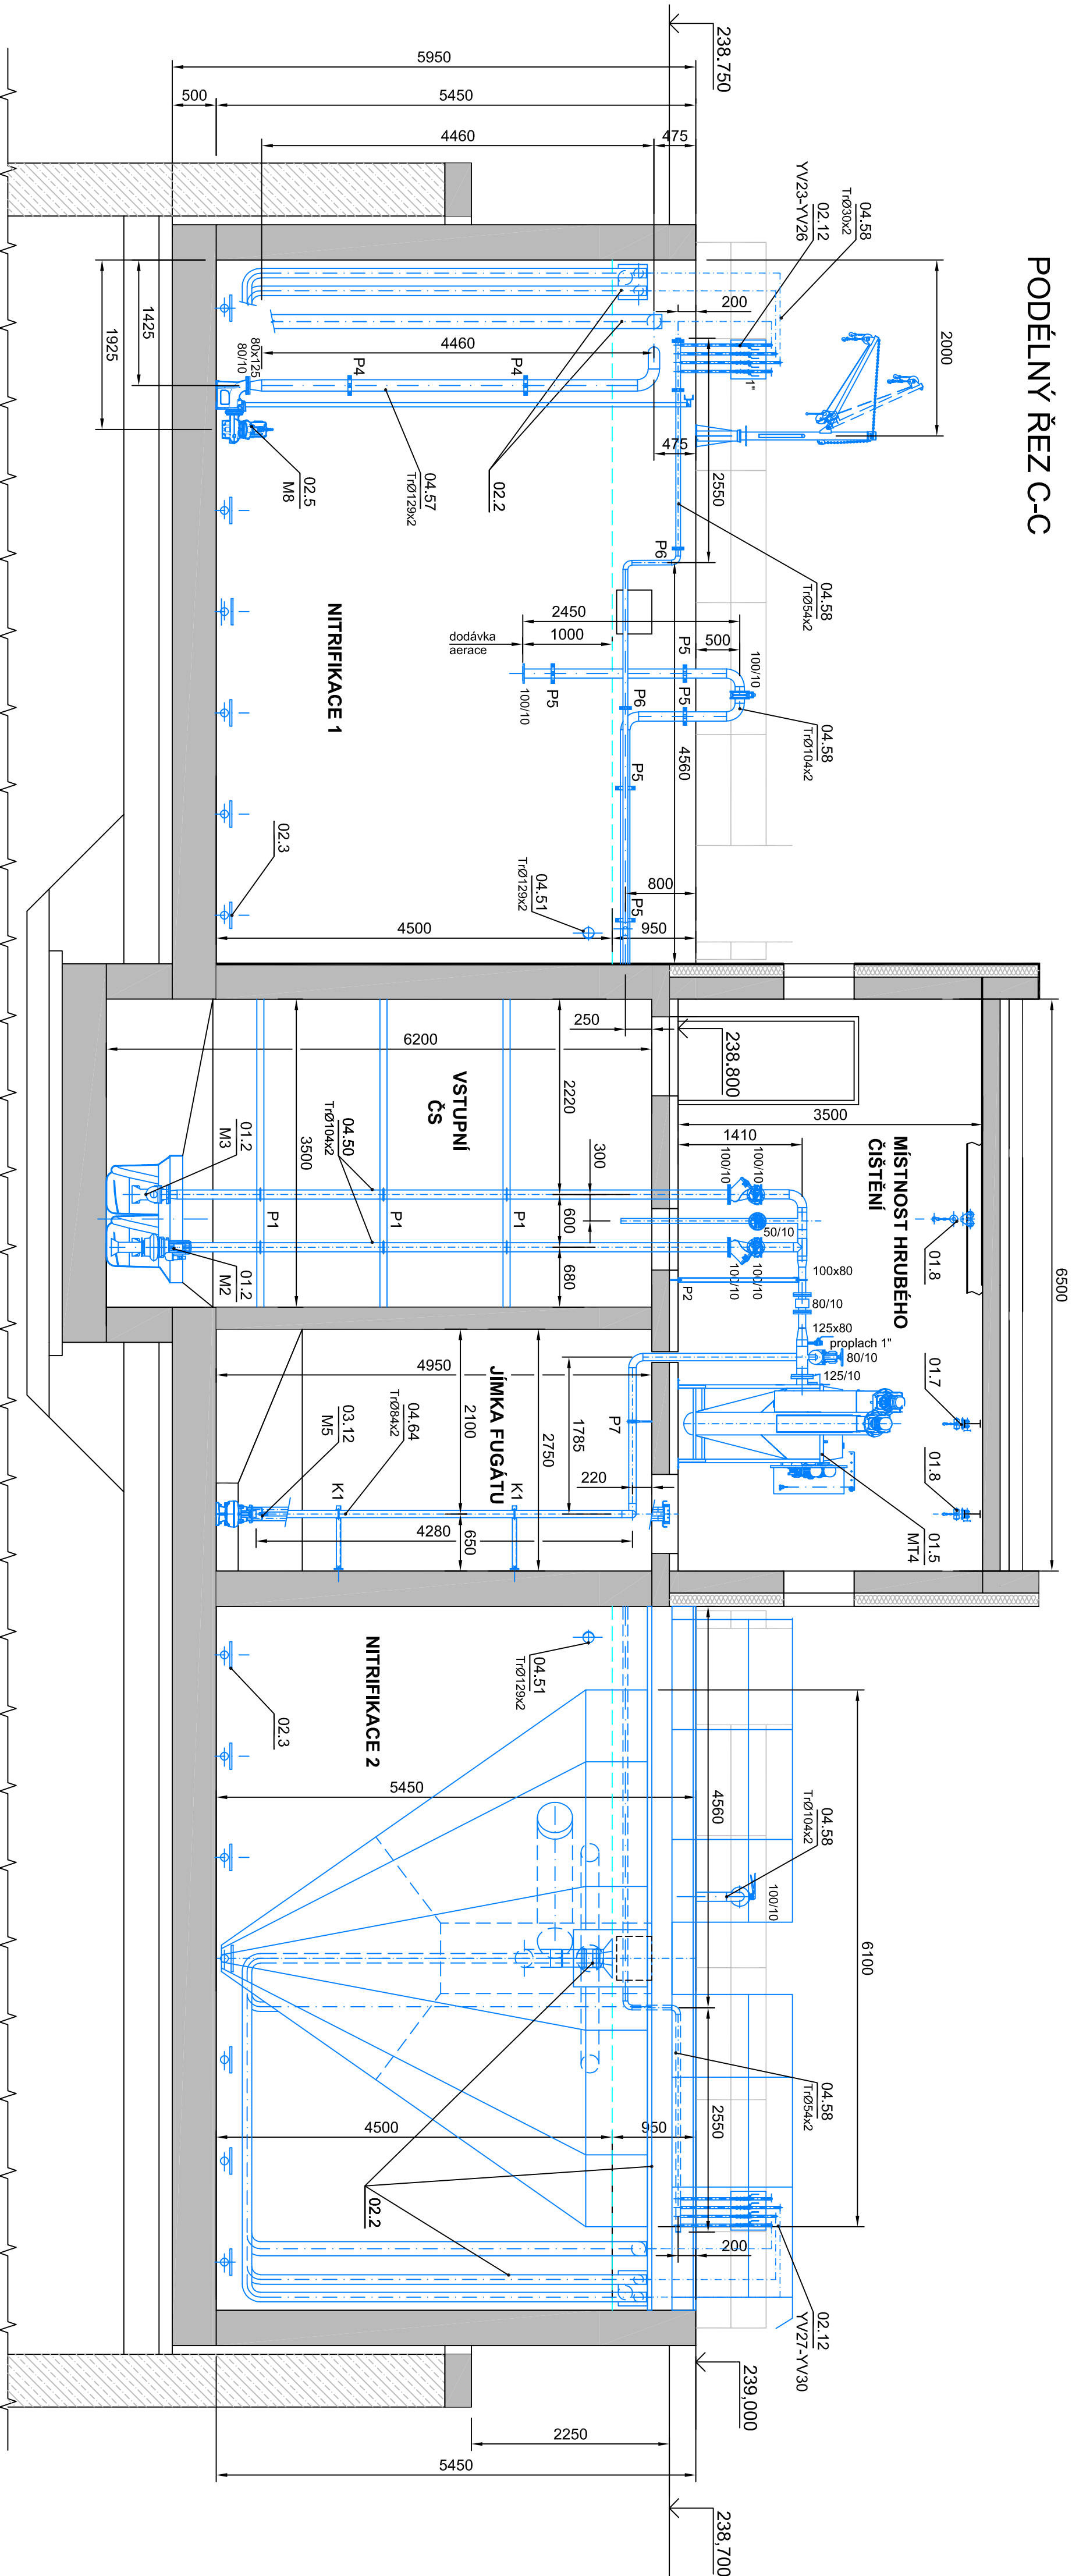 PODÉLNÝ ŘEZ C-C
238.750
5950
500
5450
4460
475
04.58
TrØ30x2
02.12
YV23-YV26
2000
200
1"
1425
1925
80x125
80/10
4460
P4
P4
475
2550
02.5
M8
04.57
TrØ129x2
02.2
P6
04.58
TrØ54x2
2450
1000
500
dodávka
aerace
P5
100/10
P5
P5
P6
100/10
04.58
TrØ104x2
4560
P5
NITRIFIKACE 1
02.3
04.51
TrØ129x2
800
P5
4500
950
6500
250
238.800
6200
2220
3500
3500
1410
VSTUPNÍ
ČS
MÍSTNOST HRUBÉHO
ČIŠTĚNÍ
04.50
TrØ104x2
01.2
M3
300
600
680
100/10
100/10
50/10
100/10
100/10
P1
P1
P1
P2
01.2
M2
01.8
100x80
80/10
125x80
proplach 1"
80/10
125/10
01.7
01.8
01.5
MT4
4950
2100
2750
1785
P7
220
JÍMKA FUGÁTU
04.64
TrØ84x2
03.12
M5
K1
K1
4280
650
NITRIFIKACE 2
02.3
04.51
TrØ129x2
5450
4560
6100
04.58
TrØ104x2
100/10
04.58
TrØ54x2
2550
4500
950
02.2
200
02.12
YV27-YV30
239,000
2250
5450
238,700